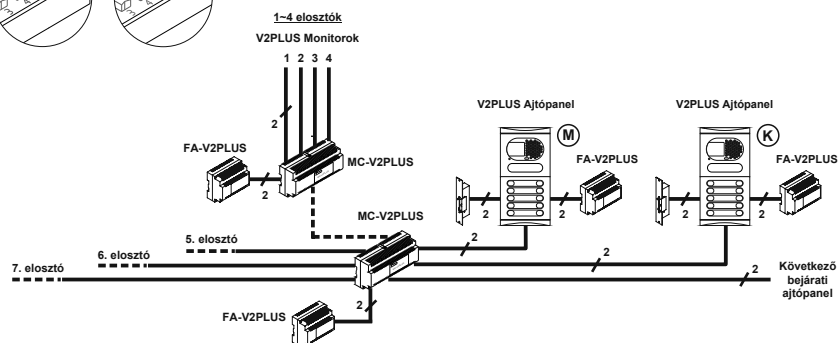 1~4 elosztók
V2PLUS Monitorok
1 2 3 4
2
FA-V2PLUS
2
MC-V2PLUS
MC-V2PLUS
V2PLUS Ajtópanel
M
FA-V2PLUS
2
2
2
V2PLUS Ajtópanel
K
FA-V2PLUS
2
2
2
5. elosztó
6. elosztó
7. elosztó
2
Következő
bejárati
ajtópanel
FA-V2PLUS
2